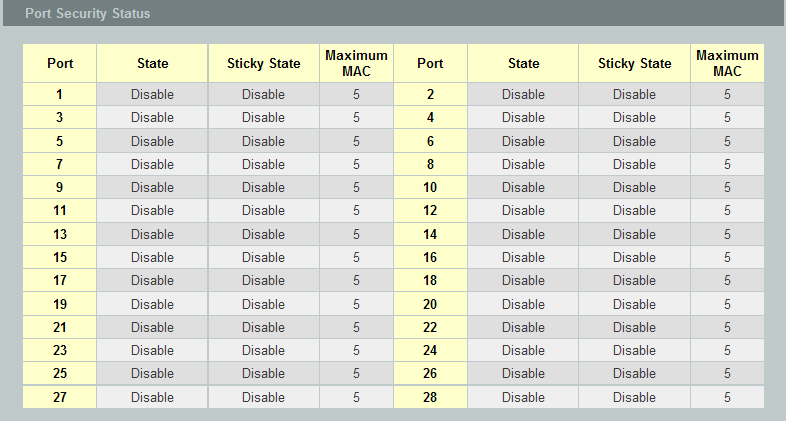 Port Security Status
Port State Sticky State Maximum MAC Port State Sticky State Maximum MAC
1 Disable Disable 5 2 Disable Disable 5
3 Disable Disable 5 4 Disable Disable 5
5 Disable Disable 5 6 Disable Disable 5
7 Disable Disable 5 8 Disable Disable 5
9 Disable Disable 5 10 Disable Disable 5
11 Disable Disable 5 12 Disable Disable 5
13 Disable Disable 5 14 Disable Disable 5
15 Disable Disable 5 16 Disable Disable 5
17 Disable Disable 5 18 Disable Disable 5
19 Disable Disable 5 20 Disable Disable 5
21 Disable Disable 5 22 Disable Disable 5
23 Disable Disable 5 24 Disable Disable 5
25 Disable Disable 5 26 Disable Disable 5
27 Disable Disable 5 28 Disable Disable 5